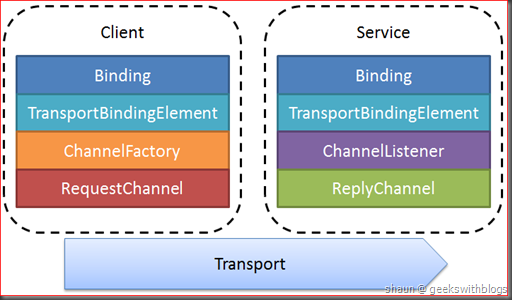 Client
Binding
TransportBindingElement
ChannelFactory
RequestChannel
Service
Binding
TransportBindingElement
ChannelListener
ReplyChannel
Transport
shaun @ geekswithblogs